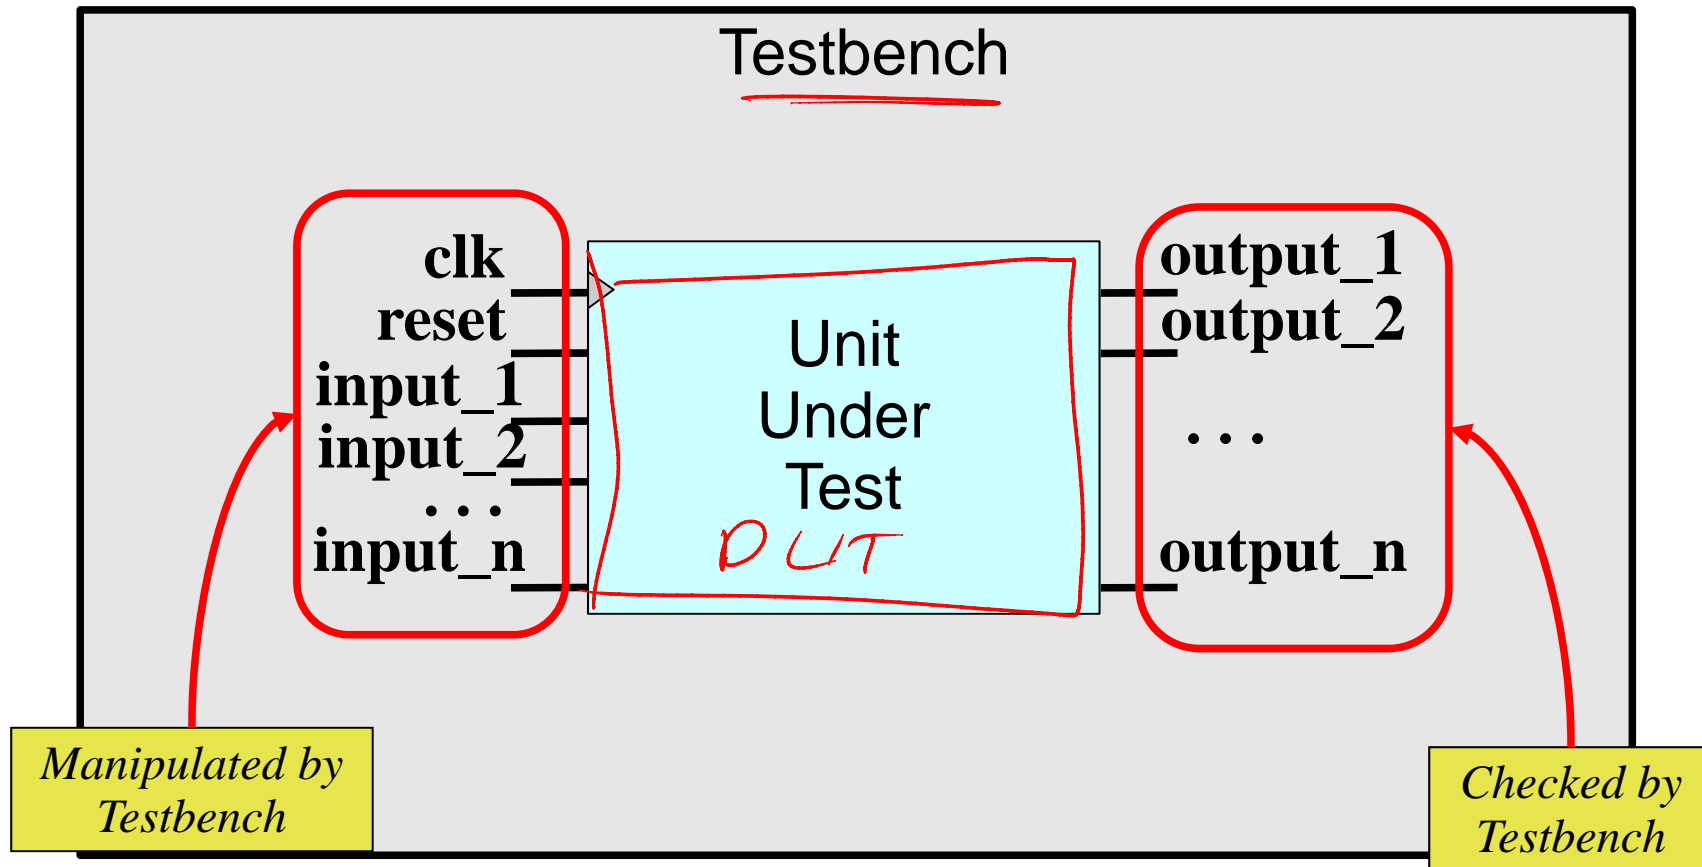 Testbench
clk
reset
input_1
input_2
...
input_n
Unit
Under
Test
DUT
output_1
output_2
...
output_n
Manipulated by
Testbench
Checked by
Testbench